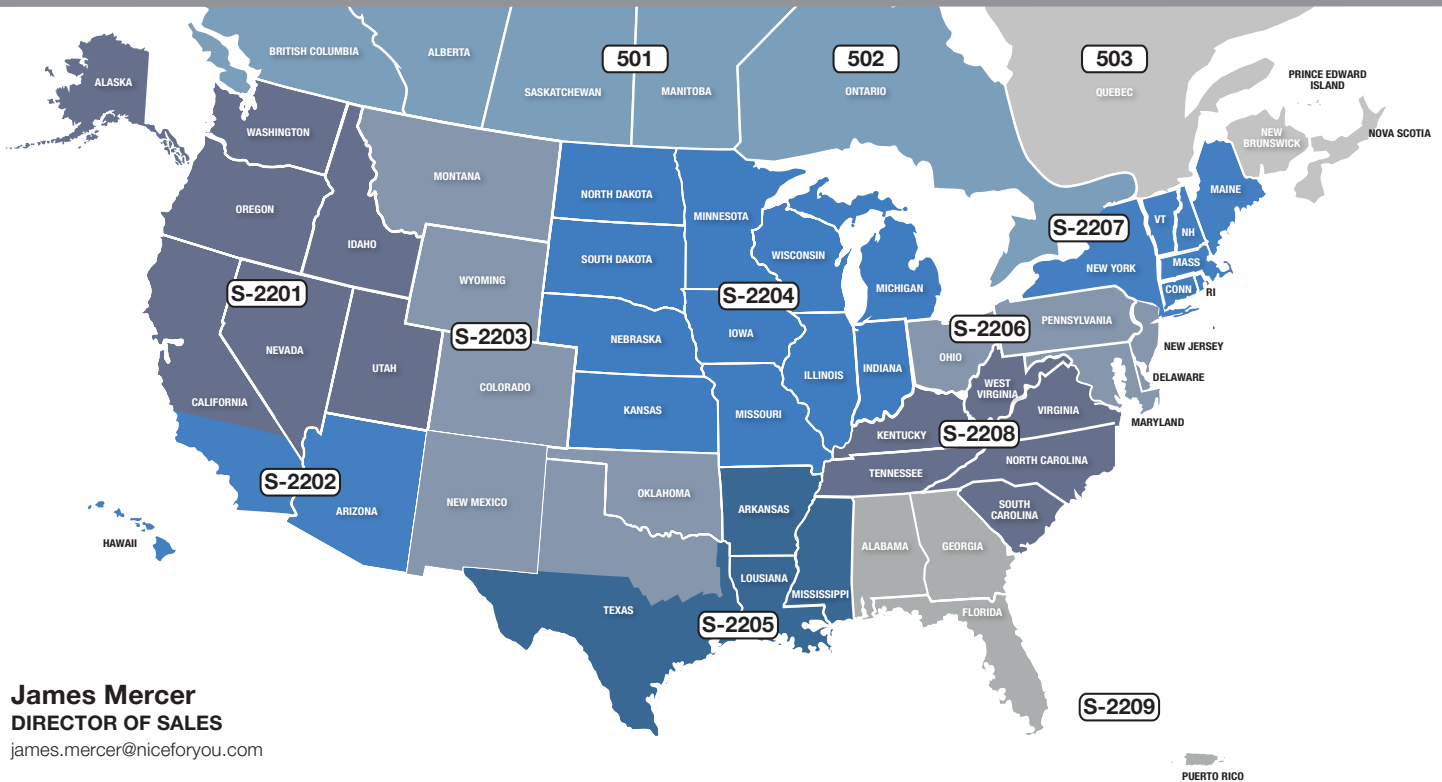 BRITISH COLUMBIA
ALBERTA
501
502
503
ALASKA
SASKATCHEWAN
MANITOBA
ONTARIO
QUEBEC
PRINCE EDWARD
ISLAND
WASHINGTON
NEW
BRUNSWICK
NOVA SCOTIA
MONTANA
NORTH DAKOTA
MINNESOTA
MAINE
OREGON
IDAHO
S-2207
VT
NH
WYOMING
SOUTH DAKOTA
WISCONSIN
NEW YORK
MASS
S-2201
S-2204
MICHIGAN
CONN
RI
S-2203
NEBRASKA
IOWA
S-2206
PENNSYLVANIA
NEVADA
UTAH
COLORADO
ILLINOIS
INDIANA
OHIO
NEW JERSEY
DELAWARE
CALIFORNIA
KANSAS
MISSOURI
WEST
VIRGINIA
VIRGINIA
MARYLAND
KENTUCKY
S-2208
NORTH CAROLINA
TENNESSEE
S-2202
ARIZONA
NEW MEXICO
OKLAHOMA
ARKANSAS
SOUTH
CAROLINA
HAWAII
ALABAMA
GEORGIA
LOUSIANA
MISSISSIPPI
TEXAS
S-2205
FLORIDA
S-2209
PUERTO RICO
James Mercer
DIRECTOR OF SALES
james.mercer@niceforyou.com